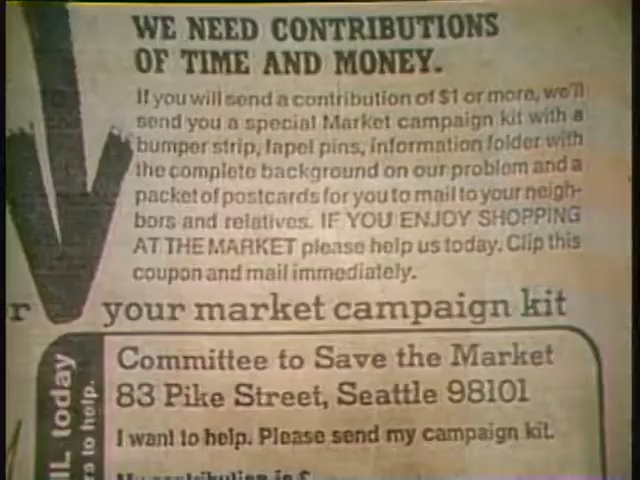 WE NEED CONTRIBUTIONS
OF TIME AND MONEY.
If you will send a contribution of $1 or more, we'll
send you a special Market campaign kit with a
bumper strip, lapel pins, information folder with
the complete background on our problem and a
packet of postcards for you to mail to your neigh-
bors and relatives. IF YOU ENJOY SHOPPING
AT THE MARKET please help us today. Clip this
coupon and mail immediately.
r your market campaign kit
Committee to Save the Market
83 Pike Street, Seattle 98101
I want to help. Please send my campaign kit.
IL today
rs to help.